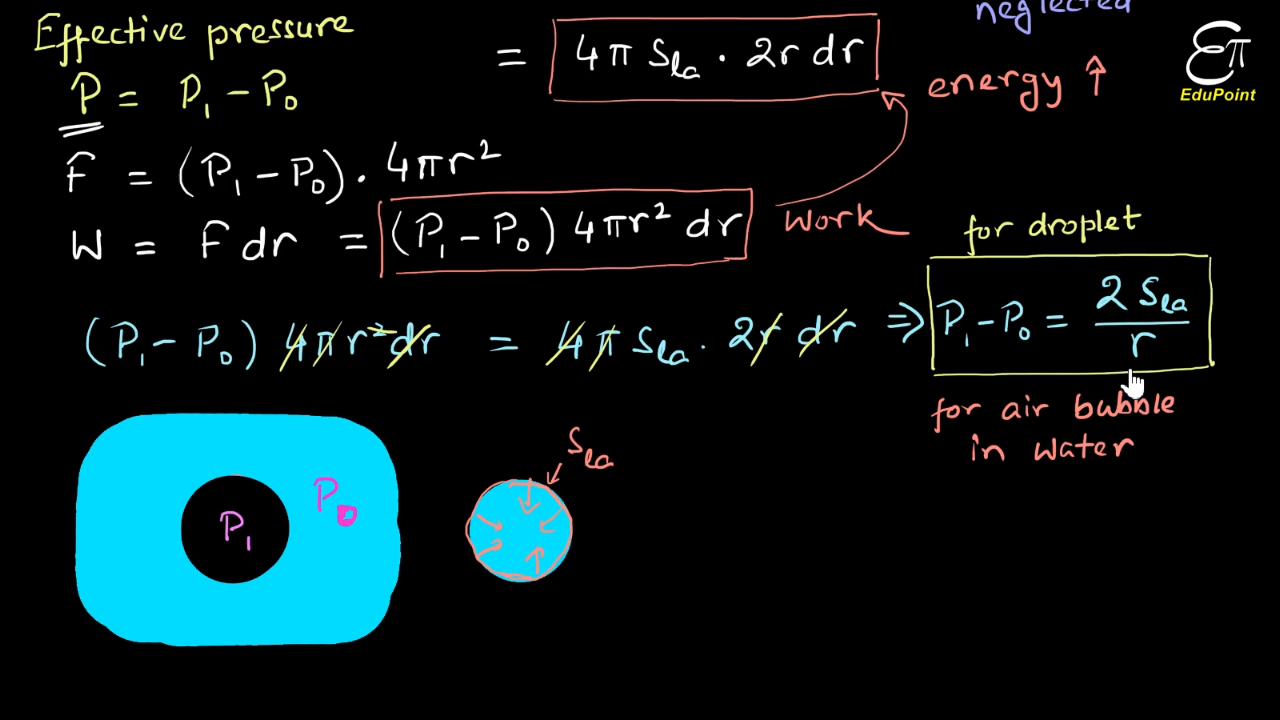 Effective pressure
P = P₁ - P₀
= 4π Sₗₐ · 2r dr
neglected
energy ↑
επ
EduPoint
F = (P₁ - P₀) · 4πr²
W = F dr = (P₁ - P₀) 4πr² dr
Work
(P₁ - P₀) 4πr² dr = 4π Sₗₐ · 2r dr ⇒
for droplet
P₁ - P₀ = 2 Sₗₐ / r
for air bubble
in water
P₁
P₀
Sₗₐ